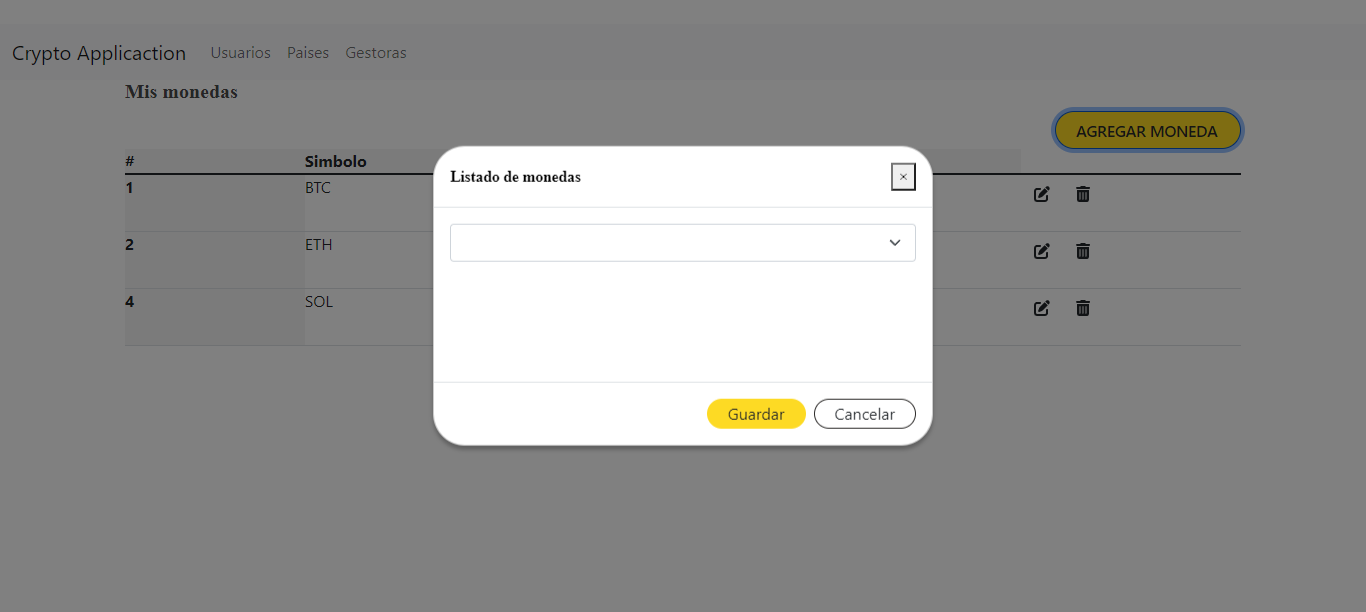 Crypto Applicaction Usuarios Paises Gestoras
Mis monedas
AGREGAR MONEDA
# Simbolo
1 BTC
2 ETH
4 SOL
Listado de monedas ×
Guardar Cancelar